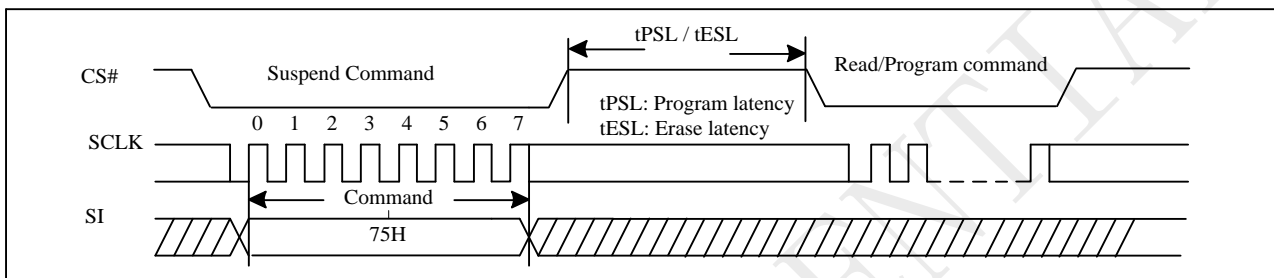 tPSL / tESL
CS#
Suspend Command
Read/Program command
tPSL: Program latency
tESL: Erase latency
0 1 2 3 4 5 6 7
SCLK
Command
SI
75H